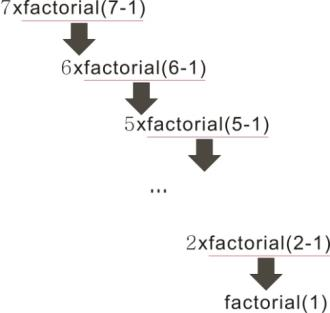 7xfactorial(7-1)
6xfactorial(6-1)
5xfactorial(5-1)
...
2xfactorial(2-1)
factorial(1)